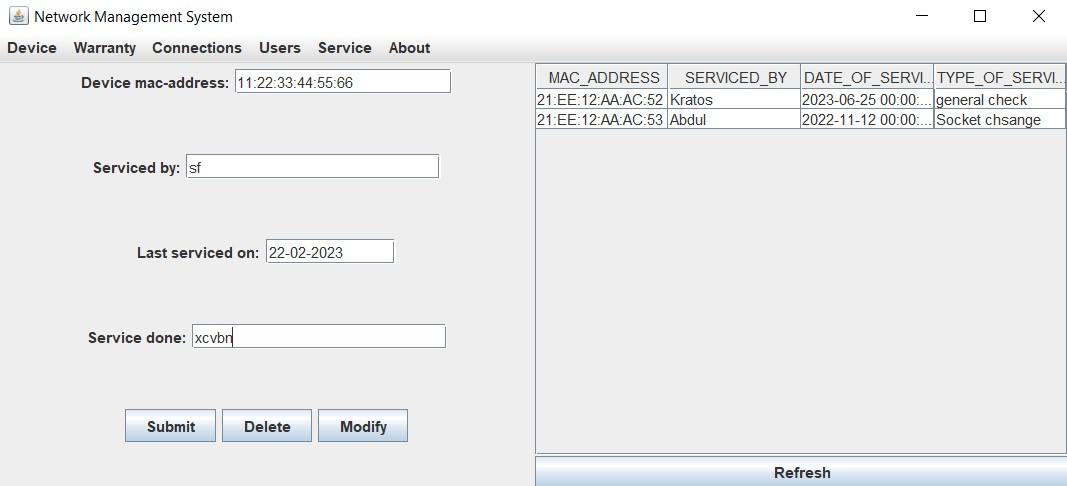 Network Management System
Device Warranty Connections Users Service About
Device mac-address: 11:22:33:44:55:66
Serviced by: sf
Last serviced on: 22-02-2023
Service done: xcvbn
Submit Delete Modify
MAC_ADDRESS SERVICED_BY DATE_OF_SERVI... TYPE_OF_SERVI...
21:EE:12:AA:AC:52 Kratos 2023-06-25 00:00:... general check
21:EE:12:AA:AC:53 Abdul 2022-11-12 00:00:... Socket chsange
Refresh